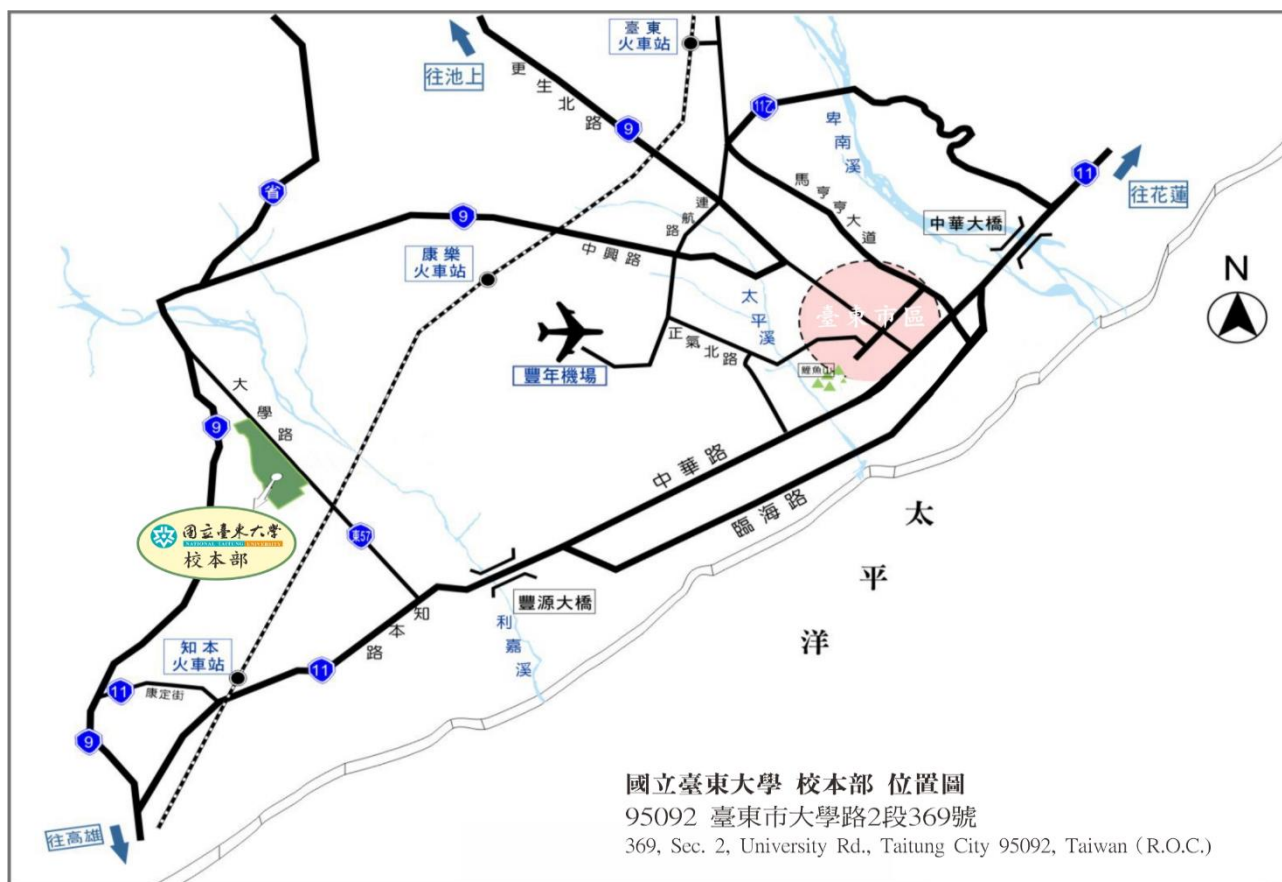 臺東
火車站
往池上
更生北路
9
11乙
卑南溪
11
往花蓮
省
馬亨亨大道
中華大橋
9
連航路
康樂
火車站
中興路
N
太平溪
臺東市區
正氣北路
鯉魚山
豐年機場
大學路
9
中華路
臨海路
太平洋
國立臺東大學
NATIONAL TAITUNG UNIVERSITY
校本部
東57
豐源大橋
知本路
利嘉溪
知本
火車站
11
11
康定街
9
往高雄
國立臺東大學 校本部 位置圖
95092 臺東市大學路2段369號
369, Sec. 2, University Rd., Taitung City 95092, Taiwan (R.O.C.)